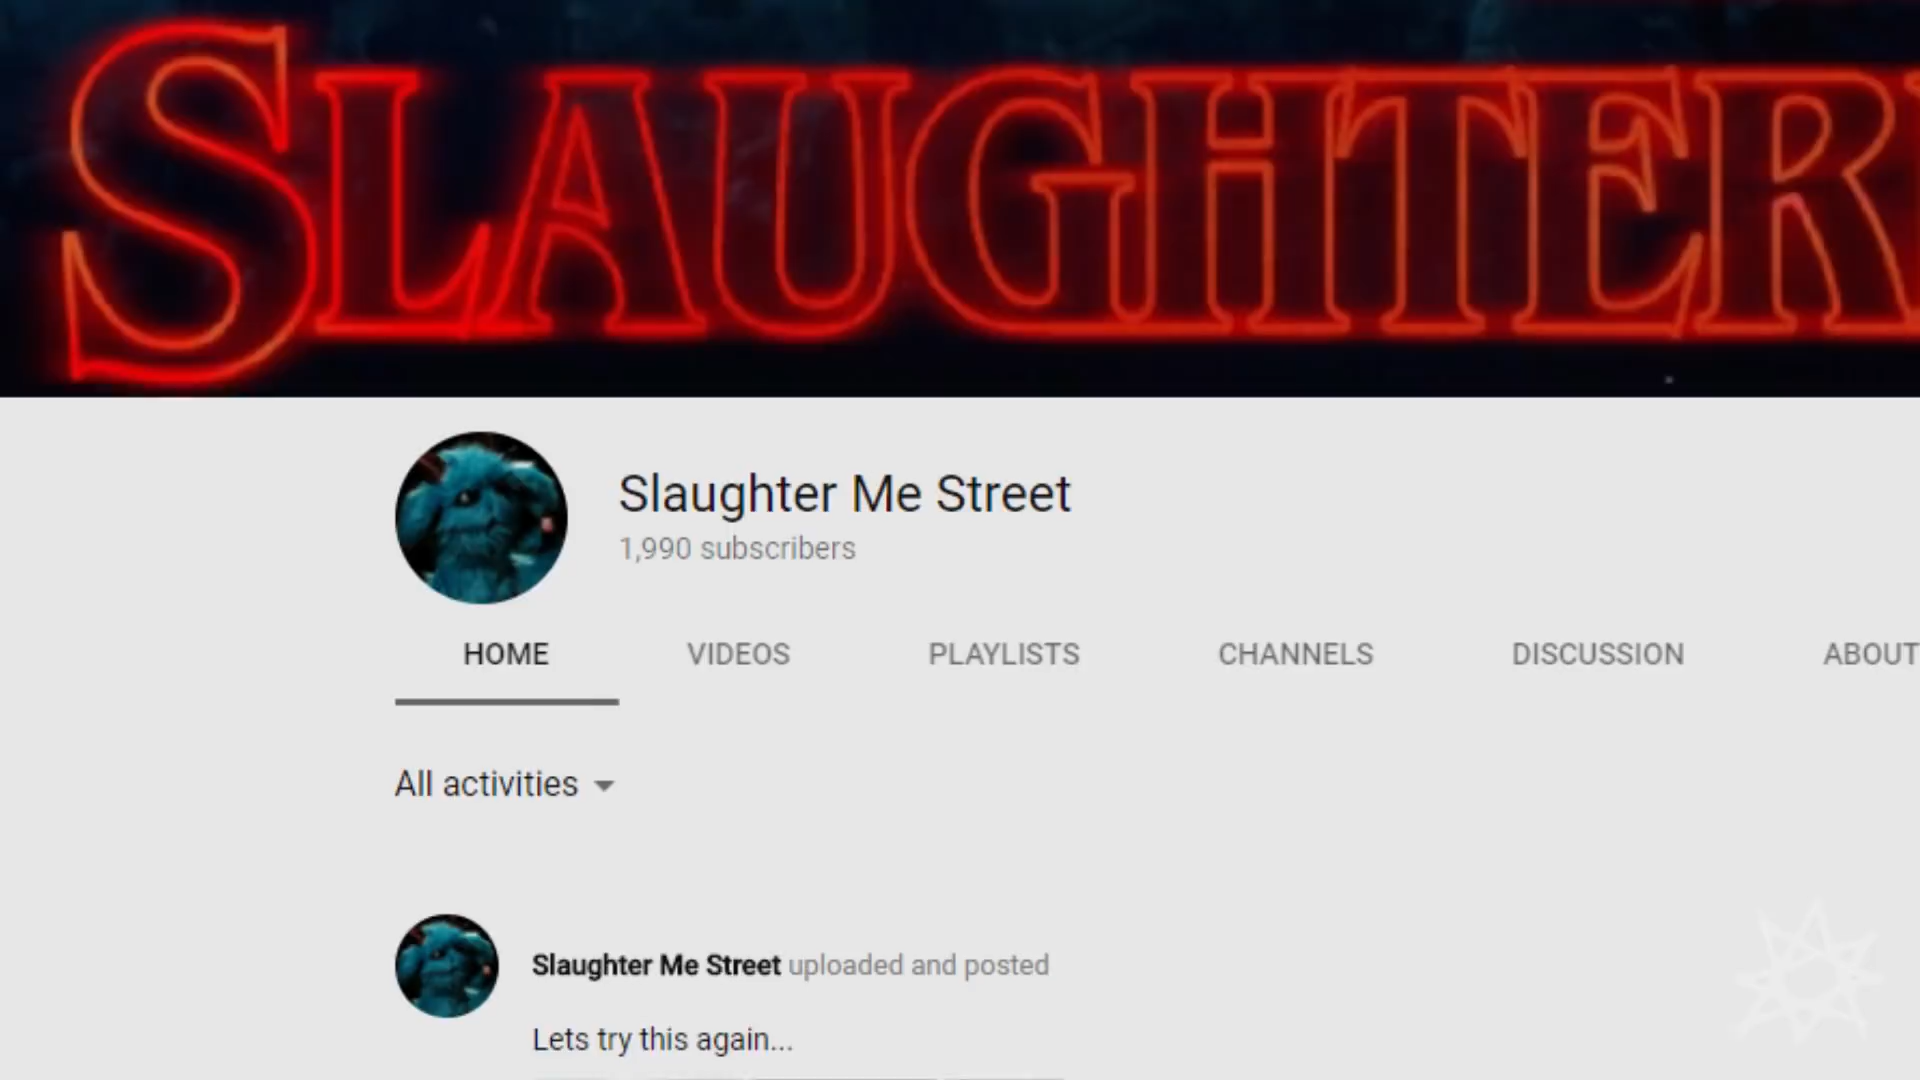 SLAUGHTER
Slaughter Me Street
1,990 subscribers
HOME VIDEOS PLAYLISTS CHANNELS DISCUSSION ABOUT
All activities
Slaughter Me Street uploaded and posted
Lets try this again...